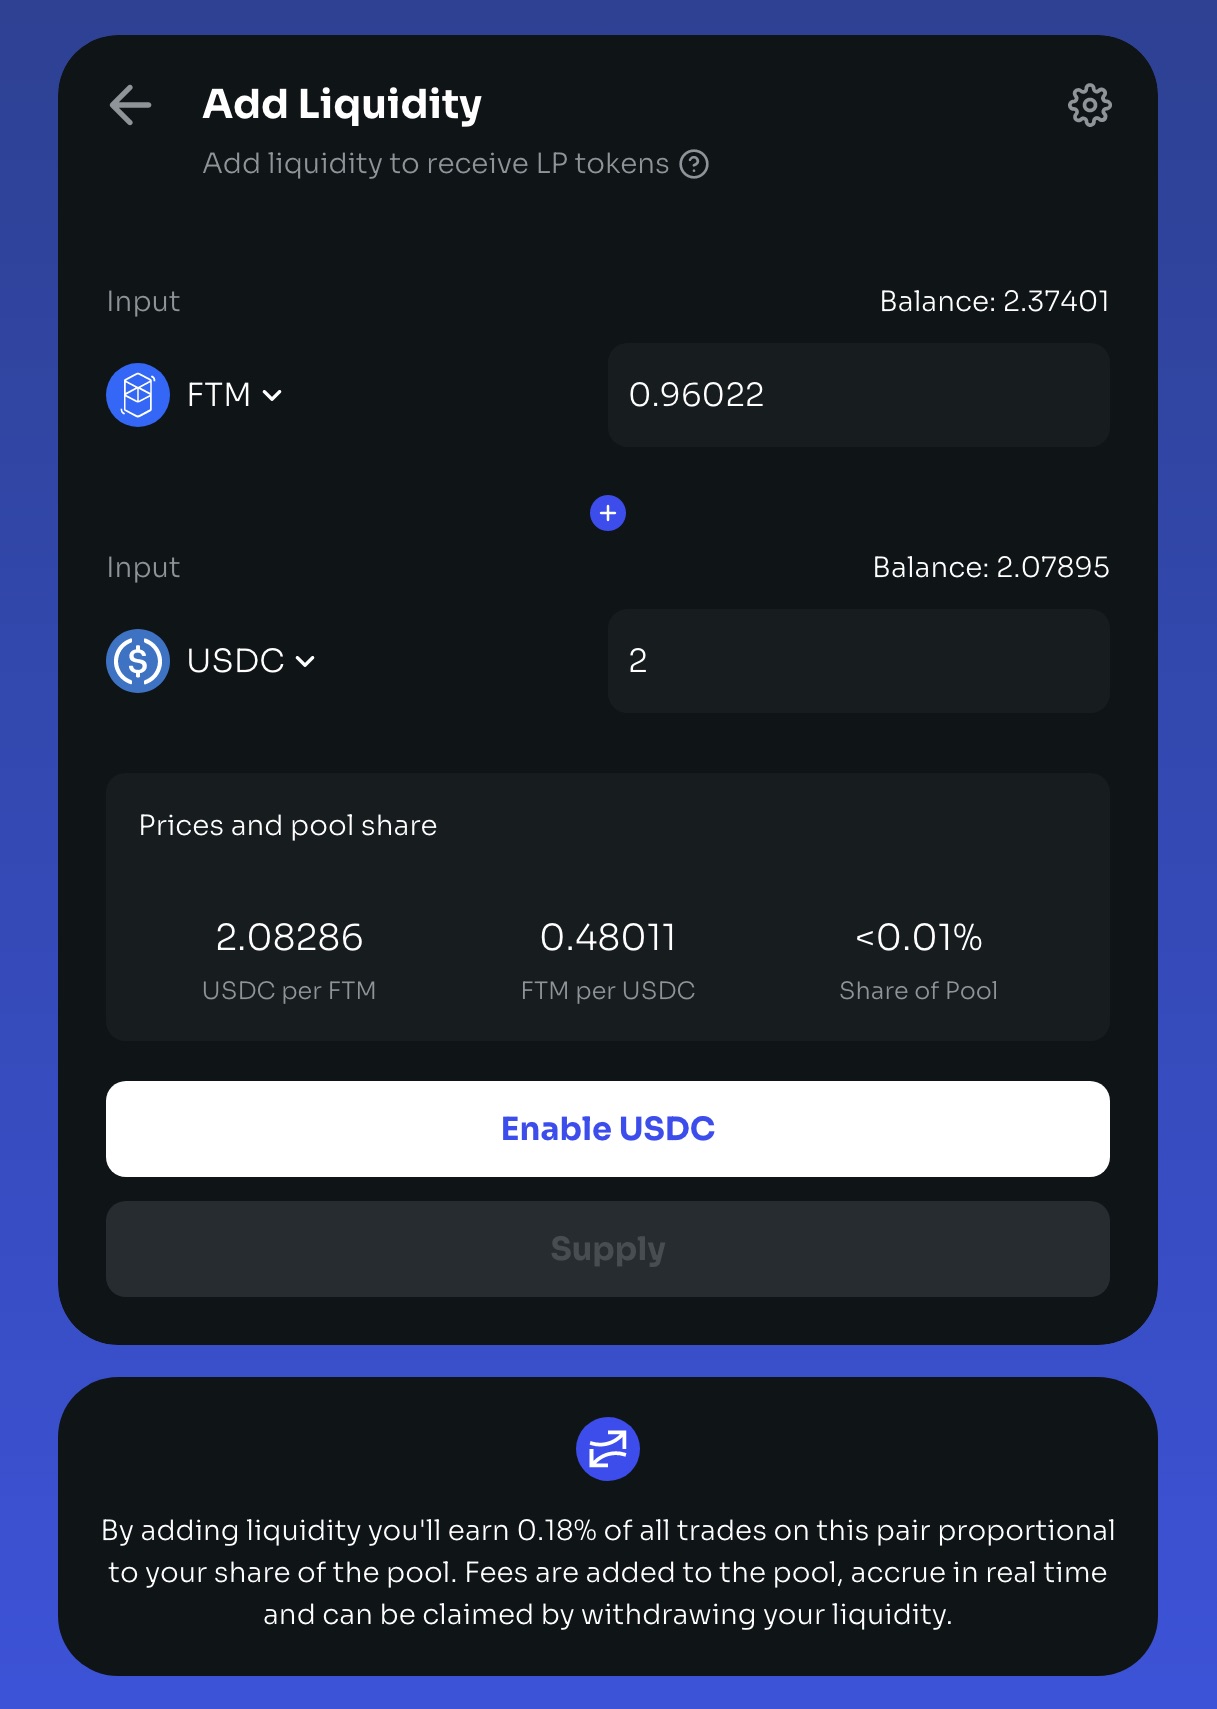 Add Liquidity
Add liquidity to receive LP tokens
Input
Balance: 2.37401
FTM
0.96022
Input
Balance: 2.07895
USDC
2
Prices and pool share
2.08286
0.48011
<0.01%
USDC per FTM
FTM per USDC
Share of Pool
Enable USDC
Supply
By adding liquidity you'll earn 0.18% of all trades on this pair proportional
to your share of the pool. Fees are added to the pool, accrue in real time
and can be claimed by withdrawing your liquidity.